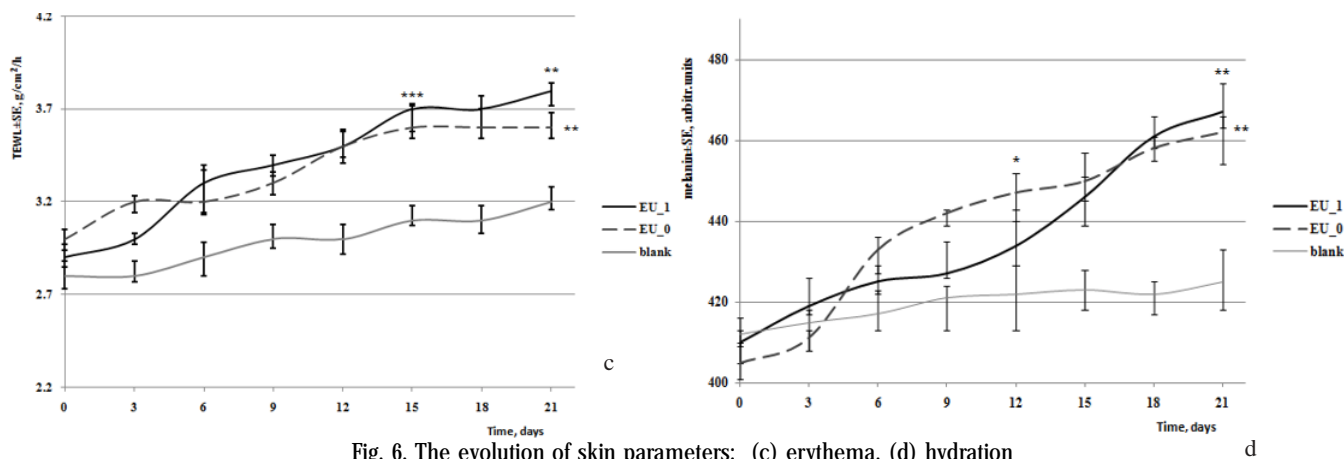 4.2
3.7
3.2
2.7
2.2
TEWL±SE, g/cm²/h
0 3 6 9 12 15 18 21
Time, days
***
**
**
EU_1
EU_0
blank
c
480
460
440
420
400
melanin±SE, arbitr.units
0 3 6 9 12 15 18 21
Time, days
*
**
**
EU_1
EU_0
blank
d
Fig. 6. The evolution of skin parameters: (c) erythema, (d) hydration